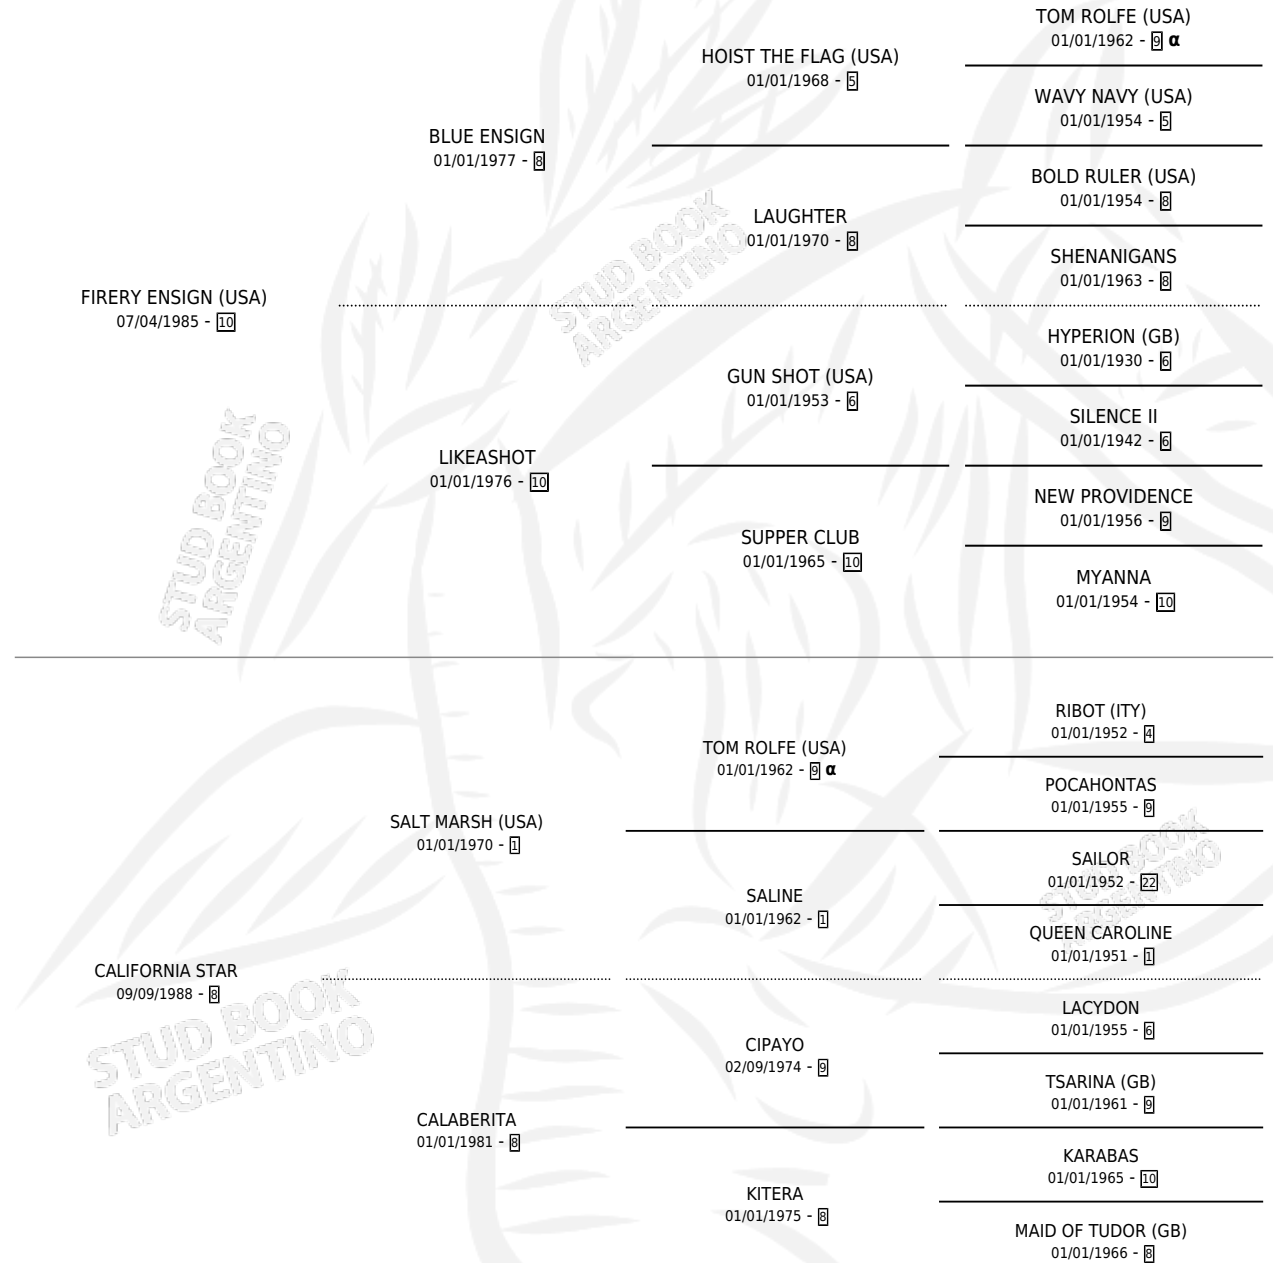 TOM ROLFE (USA)
01/01/1962 - 9 α
HOIST THE FLAG (USA)
01/01/1968 - 5
WAVY NAVY (USA)
01/01/1954 - 5
BLUE ENSIGN
01/01/1977 - 8
BOLD RULER (USA)
01/01/1954 - 8
LAUGHTER
01/01/1970 - 8
SHENANIGANS
01/01/1963 - 8
STUD BOOK
ARGENTINO
FIRERY ENSIGN (USA)
07/04/1985 - 10
HYPERION (GB)
01/01/1930 - 6
GUN SHOT (USA)
01/01/1953 - 6
SILENCE II
01/01/1942 - 6
LIKEASHOT
01/01/1976 - 10
NEW PROVIDENCE
01/01/1956 - 9
SUPPER CLUB
01/01/1965 - 10
MYANNA
01/01/1954 - 10
STUD BOOK
ARGENTINO
RIBOT (ITY)
01/01/1952 - 4
TOM ROLFE (USA)
01/01/1962 - 9 α
POCAHONTAS
01/01/1955 - 9
SALT MARSH (USA)
01/01/1970 - 1
SAILOR
01/01/1952 - 22
SALINE
01/01/1962 - 1
QUEEN CAROLINE
01/01/1951 - 1
STUD BOOK
ARGENTINO
CALIFORNIA STAR
09/09/1988 - 8
LACYDON
01/01/1955 - 6
CIPAYO
02/09/1974 - 9
TSARINA (GB)
01/01/1961 - 9
CALABERITA
01/01/1981 - 8
KARABAS
01/01/1965 - 10
KITERA
01/01/1975 - 8
MAID OF TUDOR (GB)
01/01/1966 - 8
STUD BOOK
ARGENTINO